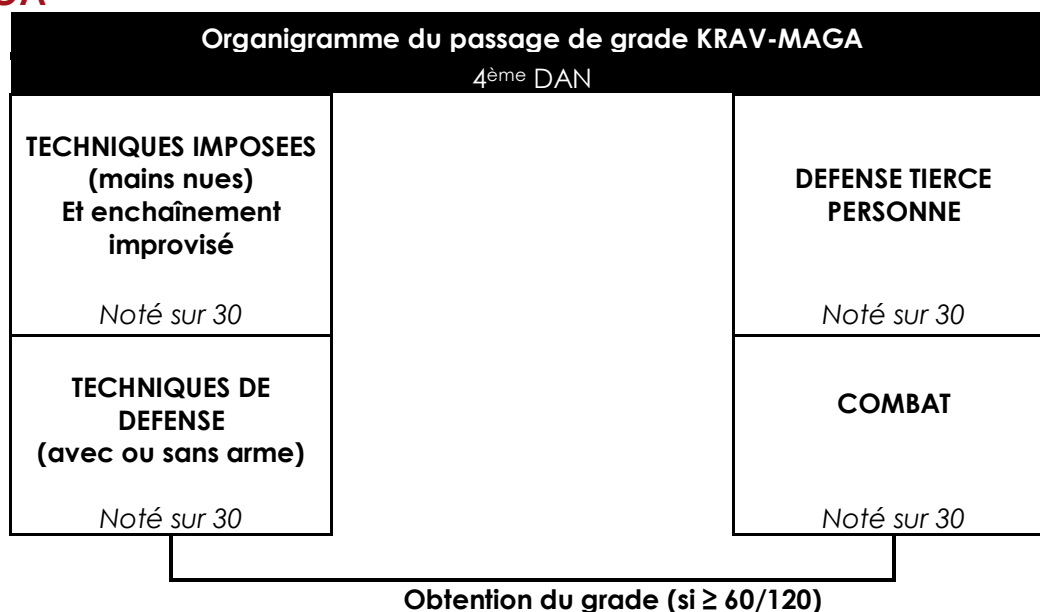 Organigramme du passage de grade KRAV-MAGA
4ème DAN
TECHNIQUES IMPOSEES
(mains nues)
Et enchaînement
improvisé
Noté sur 30
DEFENSE TIERCE
PERSONNE
Noté sur 30
TECHNIQUES DE
DEFENSE
(avec ou sans arme)
Noté sur 30
COMBAT
Noté sur 30
Obtention du grade (si ≥ 60/120)